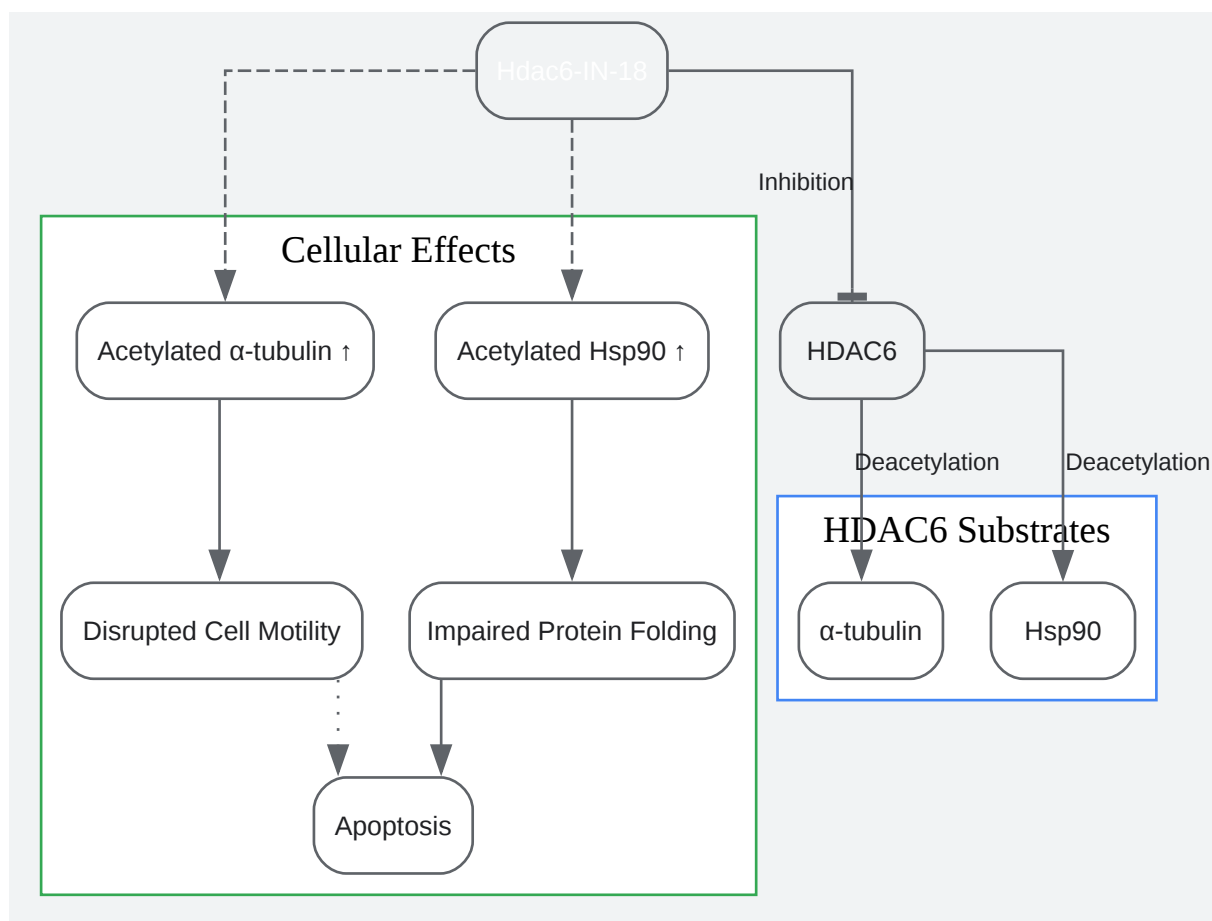 Hdac6-IN-18
Inhibition
Cellular Effects
Acetylated α-tubulin ↑
Acetylated Hsp90 ↑
HDAC6
Deacetylation
Deacetylation
HDAC6 Substrates
Disrupted Cell Motility
Impaired Protein Folding
α-tubulin
Hsp90
Apoptosis